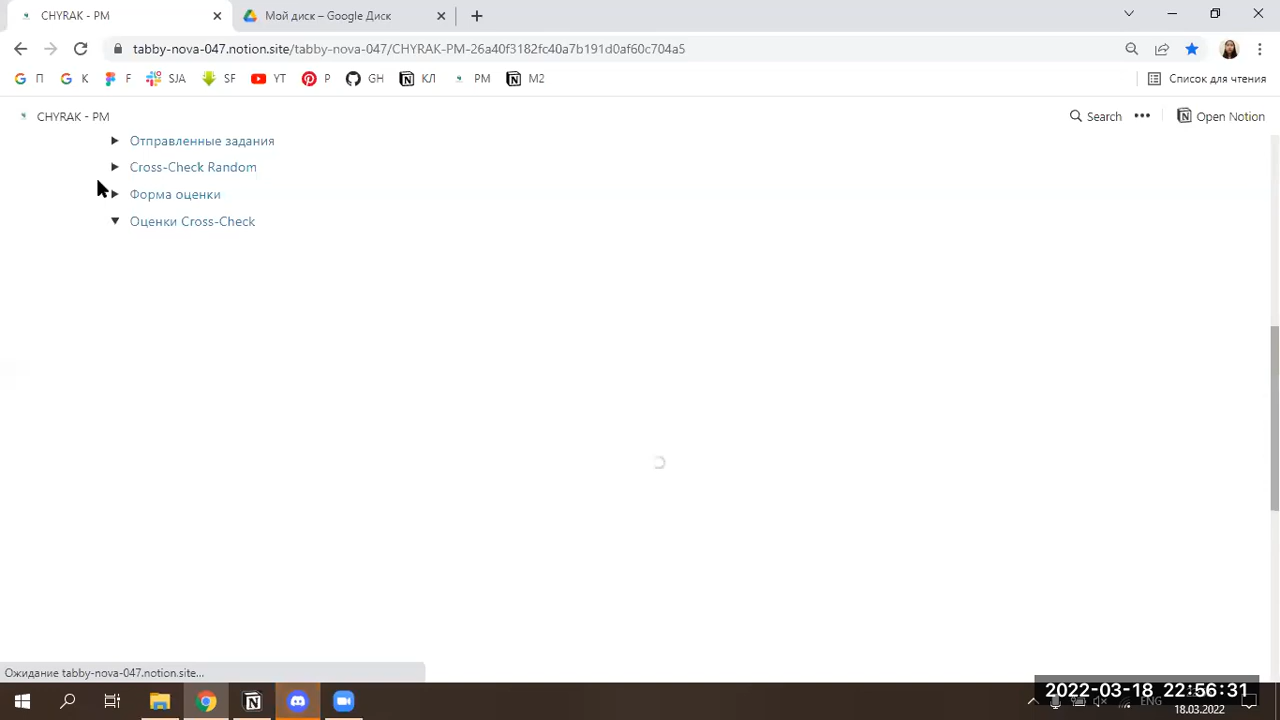 CHYRAK - PM
Мой диск – Google Диск
tabby-nova-047.notion.site/tabby-nova-047/CHYRAK-PM-26a40f3182fc40a7b191d0af60c704a5
П K F SJA SF YT P GH КЛ PM M2 Список для чтения
CHYRAK - PM Search Open Notion
Отправленные задания
Cross-Check Random
Форма оценки
Оценки Cross-Check
Ожидание tabby-nova-047.notion.site...
2022-03-18 22:56:31
ENG
18.03.2022